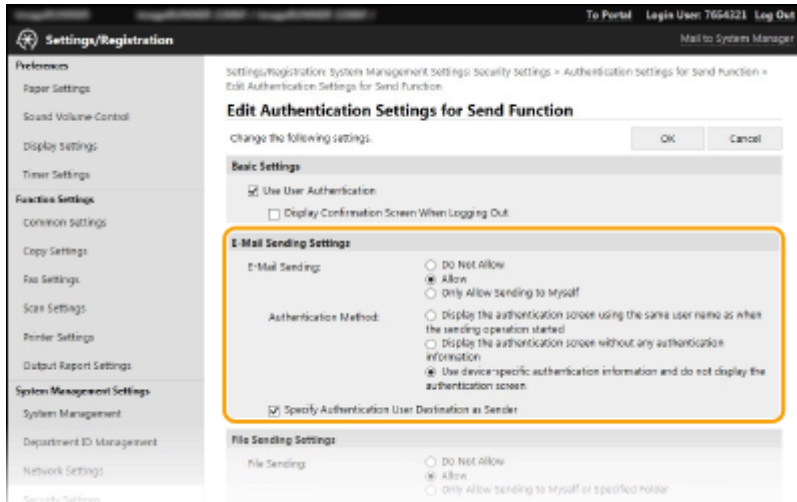 To Portal Login User: 7654321 Log Out
Settings/Registration
Mail to System Manager
Preferences
Paper Settings
Sound Volume Control
Display Settings
Timer Settings
Function Settings
Common Settings
Copy Settings
Fax Settings
Scan Settings
Printer Settings
Output Report Settings
System Management Settings
System Management
Department ID Management
Network Settings
Security Settings
Settings/Registration: System Management Settings: Security Settings > Authentication Settings for Send Function >
Edit Authentication Settings for Send Function
Edit Authentication Settings for Send Function
Change the following settings.
OK
Cancel
Basic Settings
Use User Authentication
Display Confirmation Screen When Logging Out
E-Mail Sending Settings
E-Mail Sending:
Do Not Allow
Allow
Only Allow Sending to Myself
Authentication Method:
Display the authentication screen using the same user name as when
the sending operation started
Display the authentication screen without any authentication
information
Use device-specific authentication information and do not display the
authentication screen
Specify Authentication User Destination as Sender
File Sending Settings
File Sending:
Do Not Allow
Allow
Only Allow Sending to Myself or Specified Folder